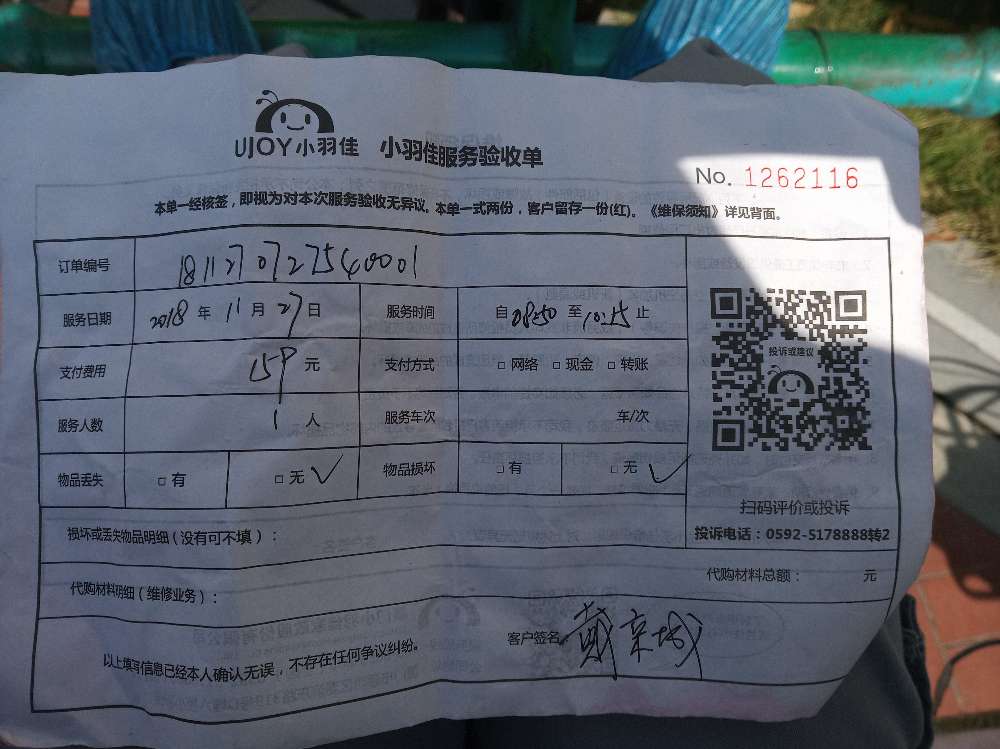 UJOY小羽佳 小羽佳服务验收单
No. 1262116
本单一经核签，即视为对本次服务验收无异议。本单一式两份，客户留存一份(红)。《维保须知》详见背面。
订单编号 1811270727540001
服务日期 2018 年 11 月 27 日 服务时间 自 08:50 至 10:25 止
支付费用 159 元 支付方式 □ 网络 □ 现金 □ 转账
服务人数 1 人 服务车次 车/次
物品丢失 □ 有 □ 无 ✓ 物品损坏 □ 有 □ 无 ✓
投诉或建议
扫码评价或投诉
投诉电话：0592-5178888转2
损坏或丢失物品明细（没有可不填）：
代购材料明细（维修业务）： 代购材料总额： 元
以上填写信息已经本人确认无误，不存在任何争议纠纷。 客户签名： 戴京城